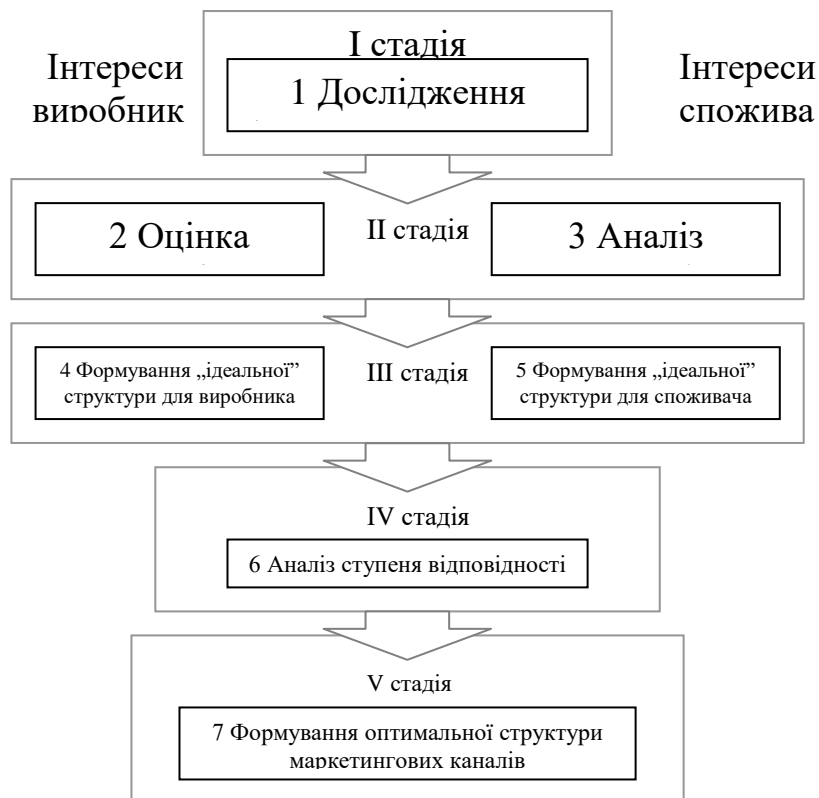 І стадія
Інтереси
виробник
1 Дослідження
Інтереси
спожива
2 Оцінка
ІІ стадія
3 Аналіз
4 Формування „ідеальної”
структури для виробника
ІІІ стадія
5 Формування „ідеальної”
структури для споживача
IV стадія
6 Аналіз ступеня відповідності
V стадія
7 Формування оптимальної структури
маркетингових каналів